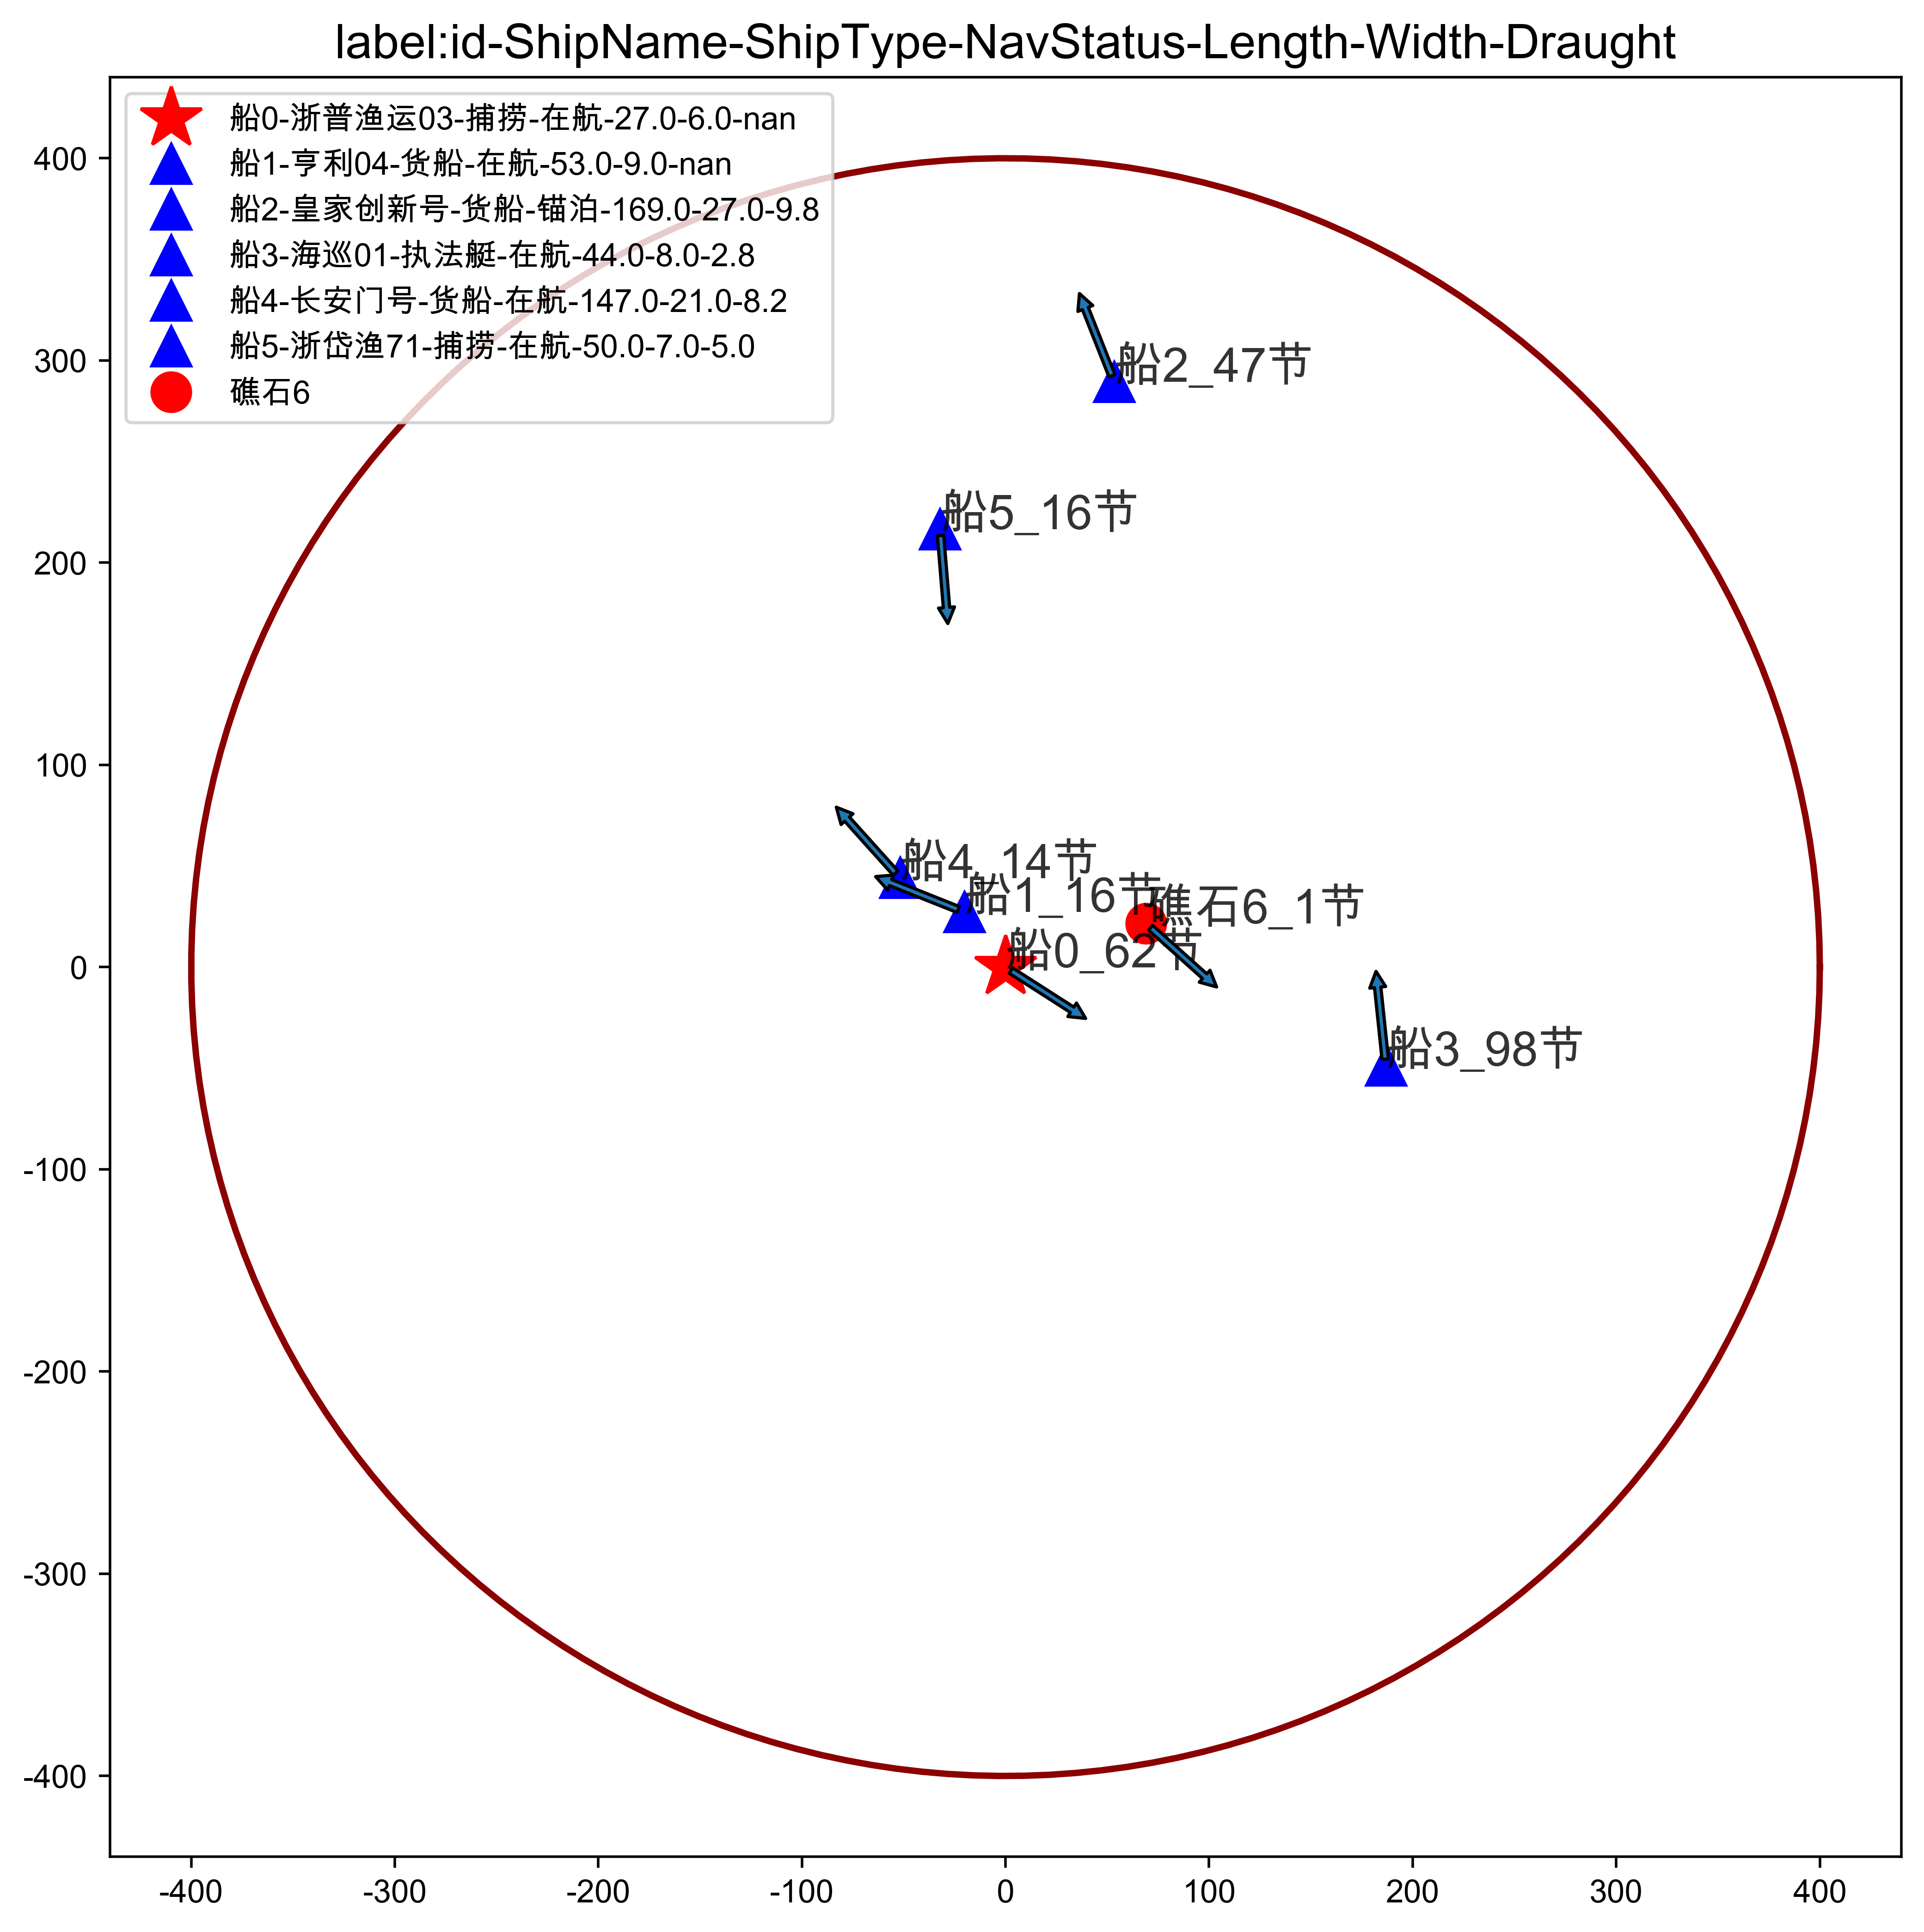 label:id-ShipName-ShipType-NavStatus-Length-Width-Draught
船0-浙普渔运03-捕捞-在航-27.0-6.0-nan
船1-亨利04-货船-在航-53.0-9.0-nan
船2-皇家创新号-货船-锚泊-169.0-27.0-9.8
船3-海巡01-执法艇-在航-44.0-8.0-2.8
船4-长安门号-货船-在航-147.0-21.0-8.2
船5-浙岱渔71-捕捞-在航-50.0-7.0-5.0
礁石6
船2_47节
船5_16节
船4_14节
船1_16节
礁石6_1节
船0_62节
船3_98节
400
300
200
100
0
-100
-200
-300
-400
-400 -300 -200 -100 0 100 200 300 400